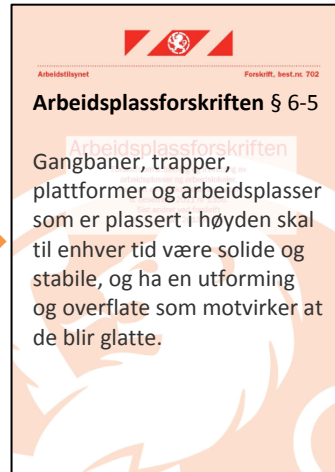 Arbeidstilsynet
Forskrift, best.nr. 702
Arbeidsplassforskriften § 6-5
Arbeidsplassforskriften
Gangbaner, trapper,
plattformer og arbeidsplasser
som er plassert i høyden skal
til enhver tid være solide og
stabile, og ha en utforming
og overflate som motvirker at
de blir glatte.